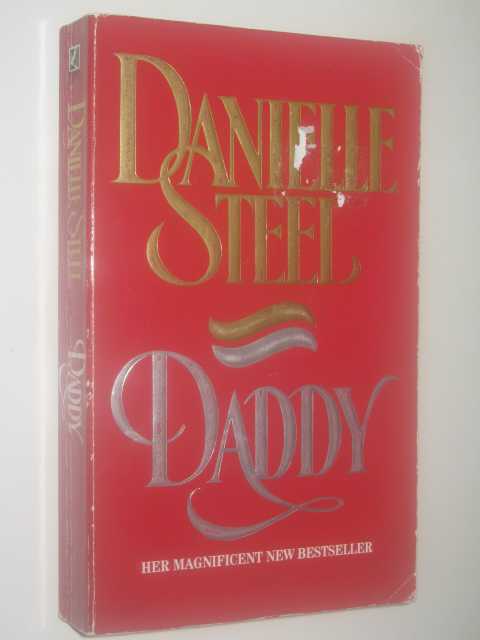 DANIELLE
STEEL
DADDY
HER MAGNIFICENT NEW BESTSELLER
DANIELLE STEEL
DADDY